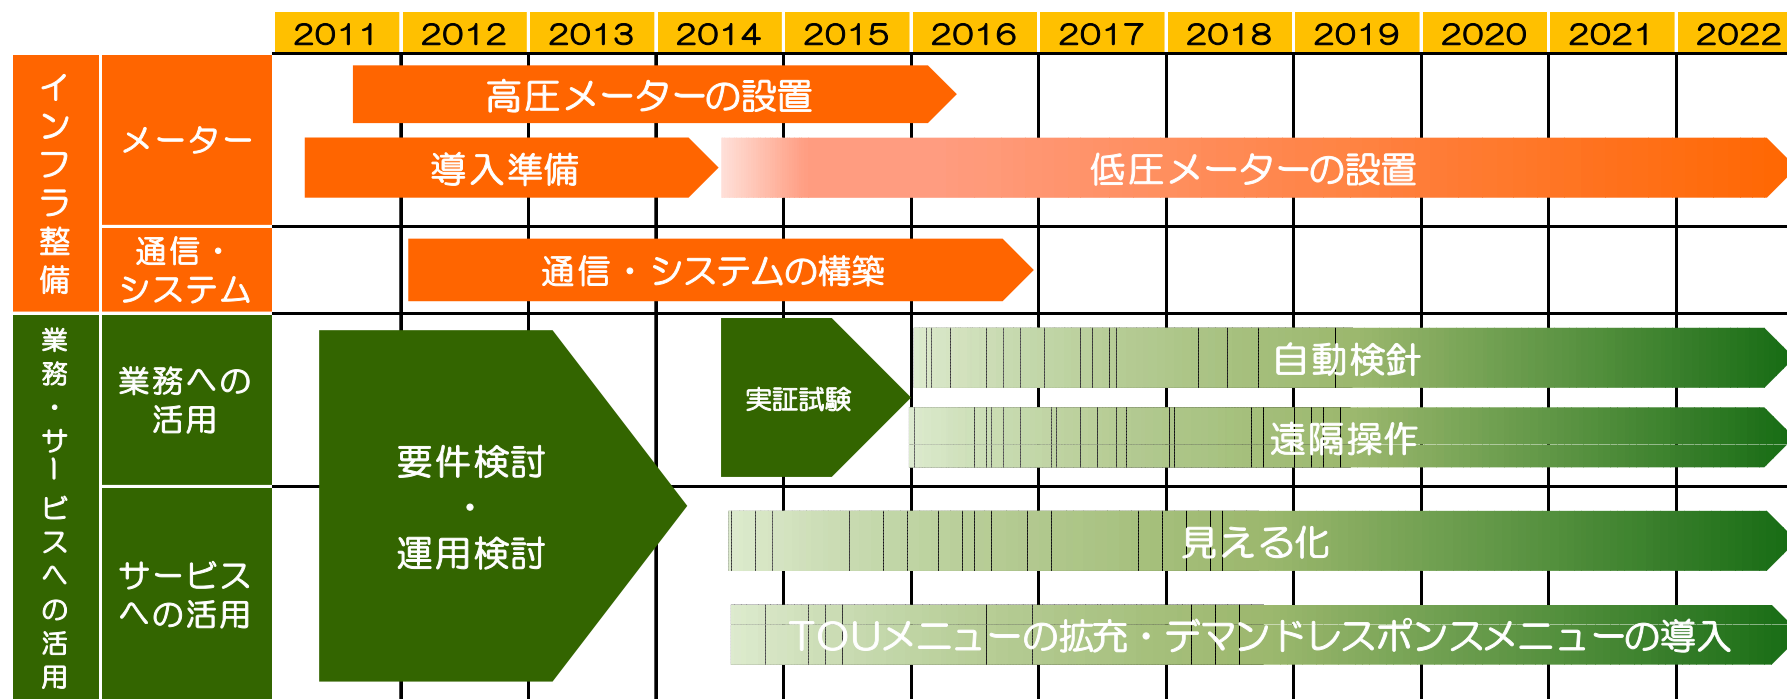 2011 2012 2013 2014 2015 2016 2017 2018 2019 2020 2021 2022
インフラ整備
メーター
高圧メーターの設置
導入準備
低圧メーターの設置
通信・
システム
通信・システムの構築
業務・サービスへの活用
業務への
活用
要件検討
・
運用検討
実証試験
自動検針
遠隔操作
サービス
への活用
見える化
TOUメニューの拡充・デマンドレスポンスメニューの導入